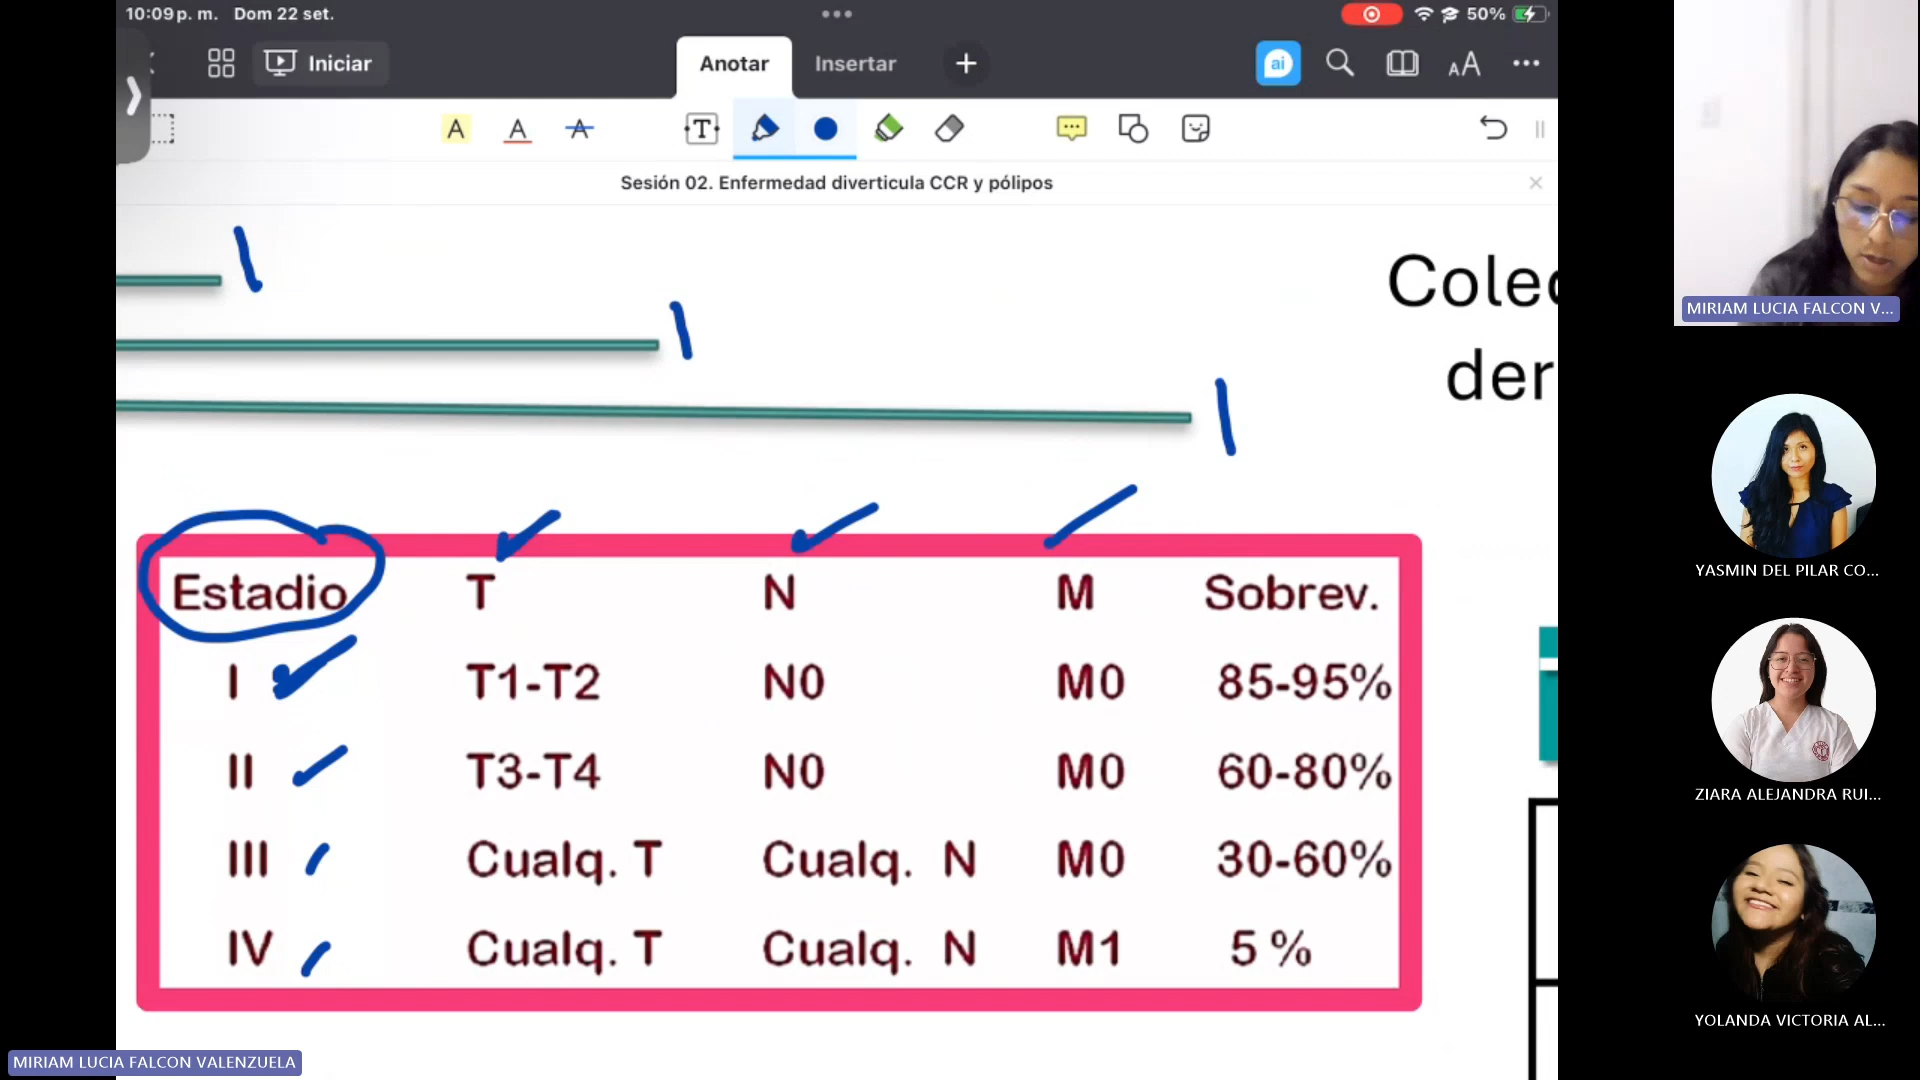 10:09 p. m. Dom 22 set.
50%
Iniciar
Anotar
Insertar
ai
AA
A A A T
Sesión 02. Enfermedad diverticula CCR y pólipos
Colec
der
Estadio T N M Sobrev.
I T1-T2 N0 M0 85-95%
II T3-T4 N0 M0 60-80%
III Cualq. T Cualq. N M0 30-60%
IV Cualq. T Cualq. N M1 5 %
MIRIAM LUCIA FALCON VALENZUELA
MIRIAM LUCIA FALCON V...
YASMIN DEL PILAR CO...
ZIARA ALEJANDRA RUI...
YOLANDA VICTORIA AL...